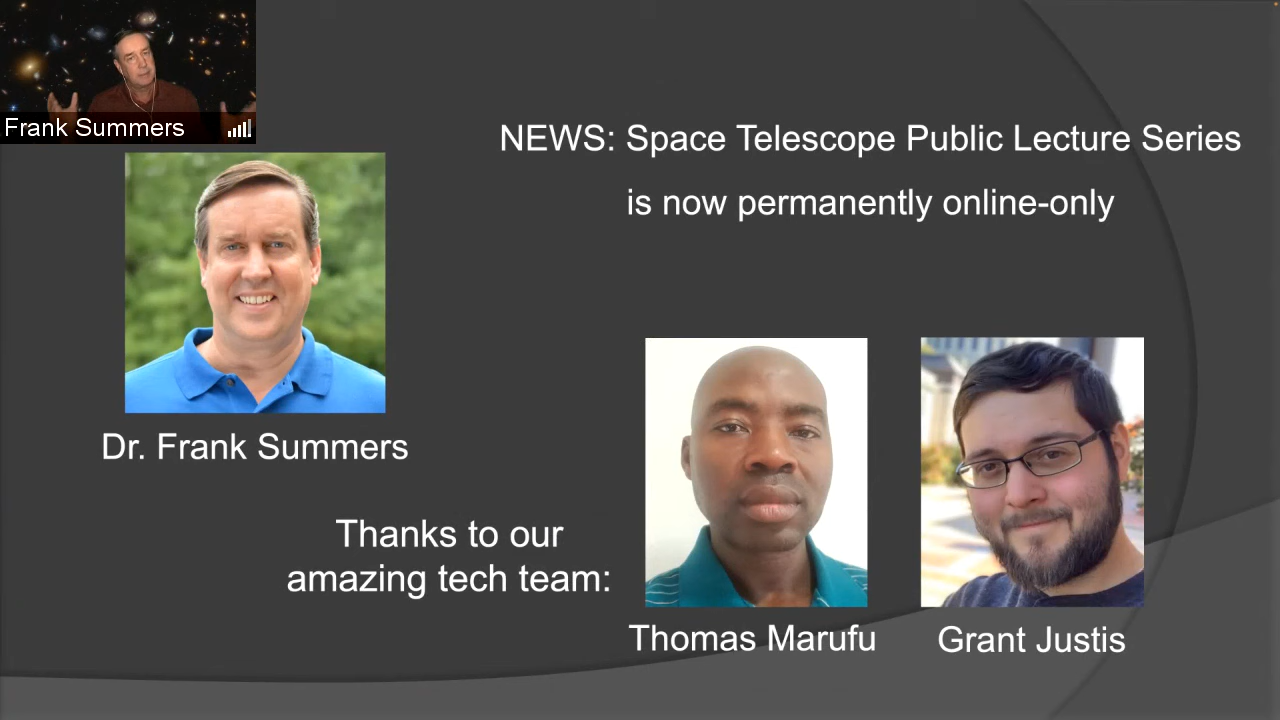 Frank Summers
NEWS: Space Telescope Public Lecture Series
is now permanently online-only
Dr. Frank Summers
Thanks to our
amazing tech team:
Thomas Marufu
Grant Justis